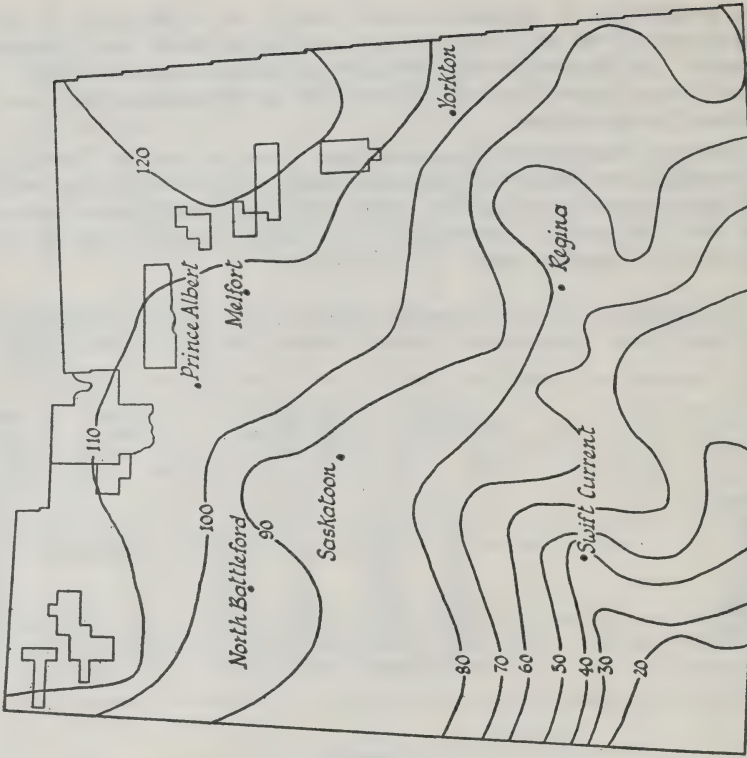 120
Yorkton
Prince Albert
Melfort
Regina
110
100
90
North Battleford
Saskatoon
Swift Current
80
70
60
50
40
30
20